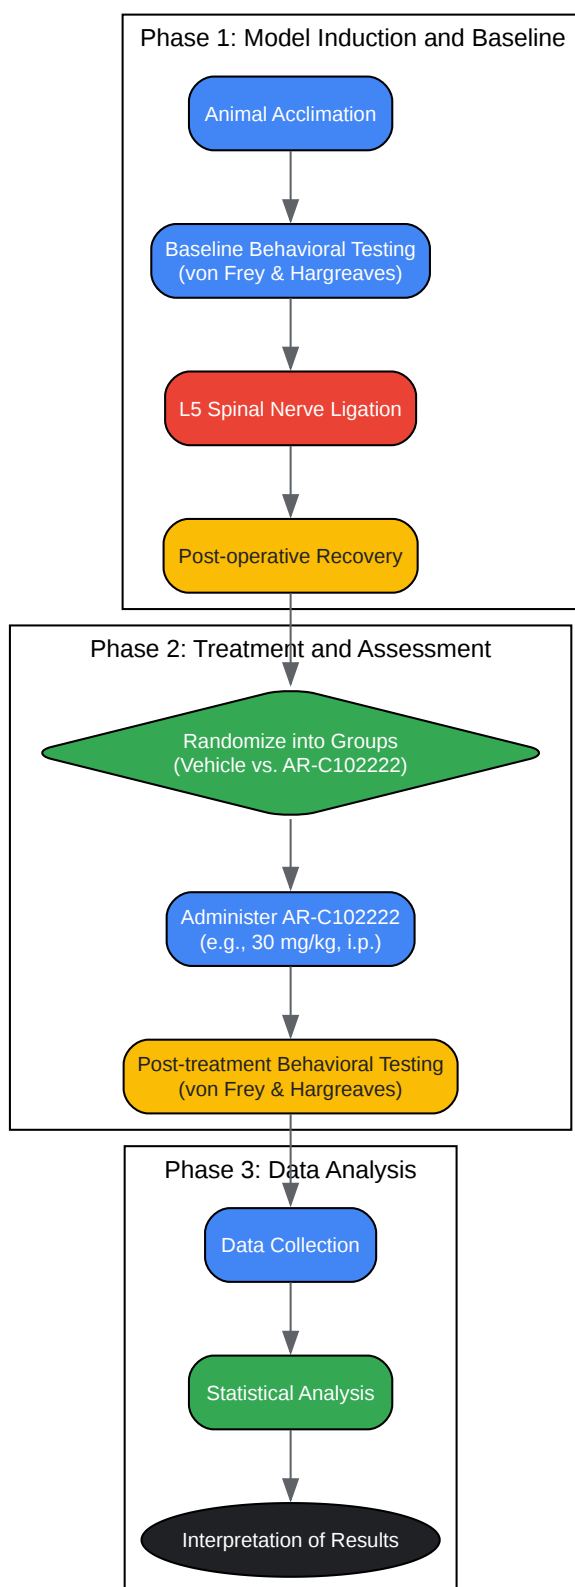 Phase 1: Model Induction and Baseline
Animal Acclimation
Baseline Behavioral Testing
(von Frey & Hargreaves)
L5 Spinal Nerve Ligation
Post-operative Recovery
Phase 2: Treatment and Assessment
Randomize into Groups
(Vehicle vs. AR-C102222)
Administer AR-C102222
(e.g., 30 mg/kg, i.p.)
Post-treatment Behavioral Testing
(von Frey & Hargreaves)
Phase 3: Data Analysis
Data Collection
Statistical Analysis
Interpretation of Results